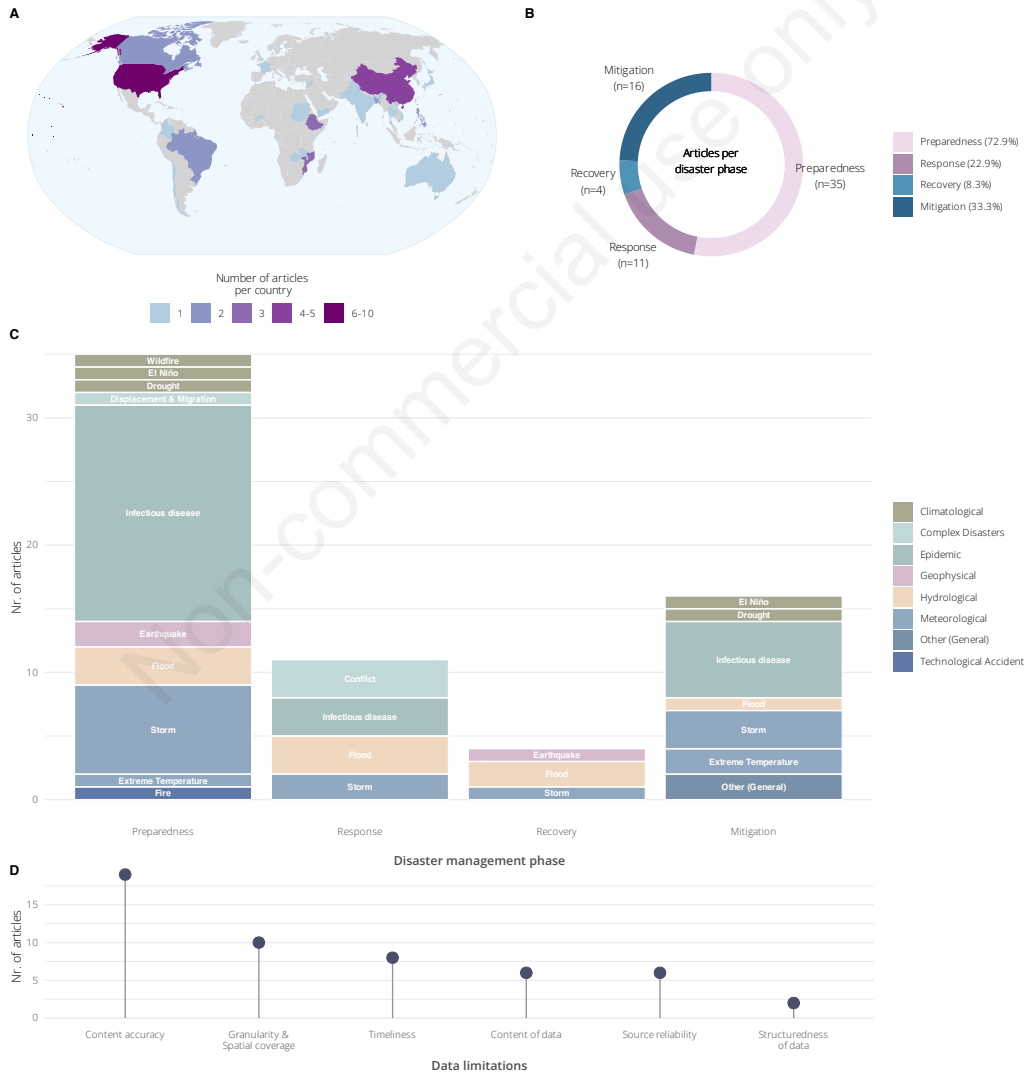 A
Number of articles
per country
1
2
3
4-5
6-10
B
Mitigation
(n=16)
Recovery
(n=4)
Response
(n=11)
Articles per
disaster phase
Preparedness
(n=35)
Preparedness (72.9%)
Response (22.9%)
Recovery (8.3%)
Mitigation (33.3%)
Non-commercial use only
C
Nr. of articles
30
20
10
0
Wildfire
El Niño
Drought
Displacement & Migration
Infectious disease
Earthquake
Flood
Storm
Extreme Temperature
Fire
Conflict
Infectious disease
Flood
Storm
Earthquake
Flood
Storm
El Niño
Drought
Infectious disease
Flood
Storm
Extreme Temperature
Other (General)
Preparedness
Response
Recovery
Mitigation
Disaster management phase
Climatological
Complex Disasters
Epidemic
Geophysical
Hydrological
Meteorological
Other (General)
Technological Accident
D
Nr. of articles
15
10
5
0
Content accuracy
Granularity &
Spatial coverage
Timeliness
Content of data
Source reliability
Structuredness
of data
Data limitations